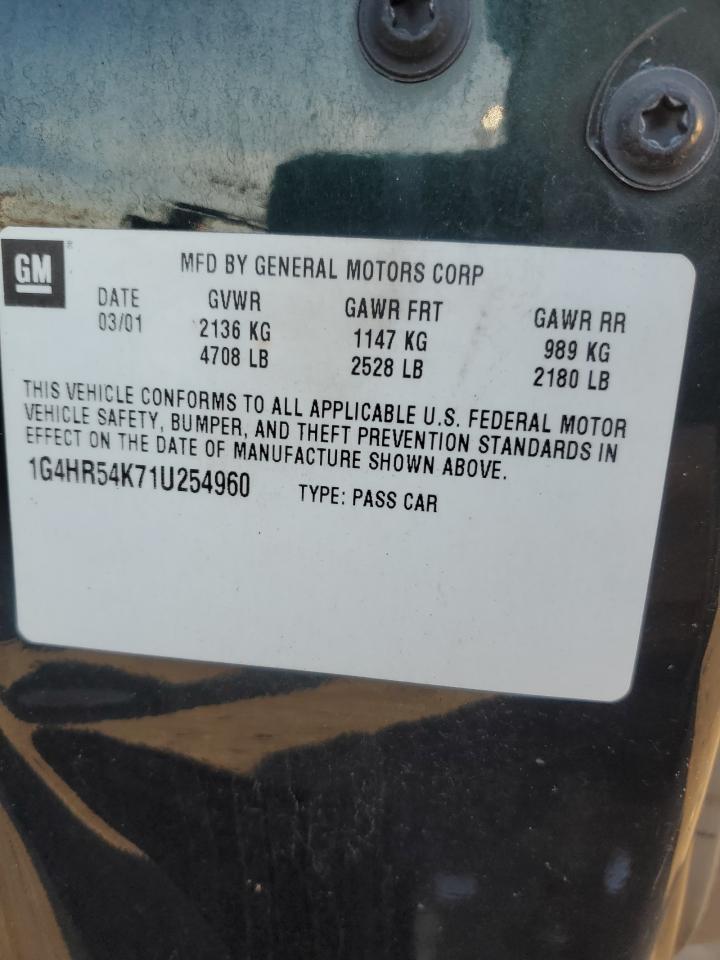 GM ®
MFD BY GENERAL MOTORS CORP
DATE GVWR GAWR FRT GAWR RR
03/01 2136 KG 1147 KG 989 KG
4708 LB 2528 LB 2180 LB
THIS VEHICLE CONFORMS TO ALL APPLICABLE U.S. FEDERAL MOTOR
VEHICLE SAFETY, BUMPER, AND THEFT PREVENTION STANDARDS IN
EFFECT ON THE DATE OF MANUFACTURE SHOWN ABOVE.
1G4HR54K71U254960 TYPE: PASS CAR